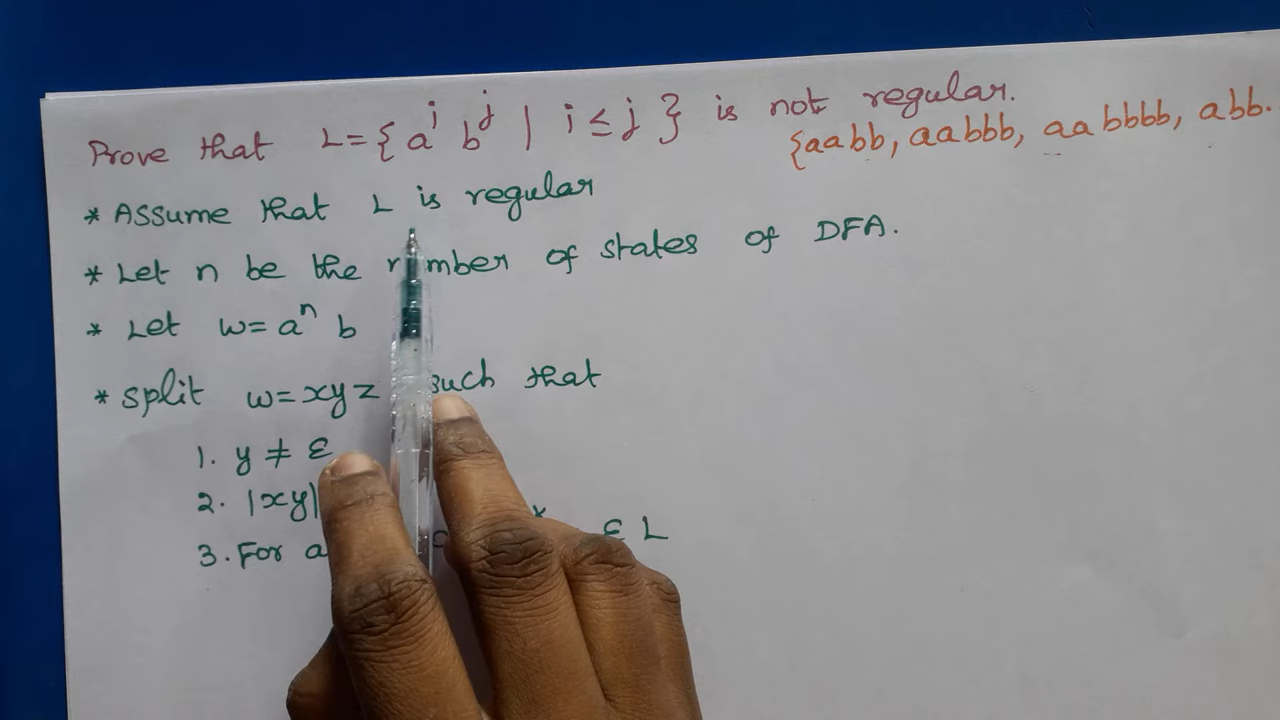 Prove that L={a^i b^j | i ≤ j } is not regular.
{aabb, aabbb, aabbbb, abb.
* Assume that L is regular
* Let n be the number of states of DFA.
* Let w= a^n b
* split w=xyz such that
1. y ≠ ε
2. |xy|
3. For a ε L